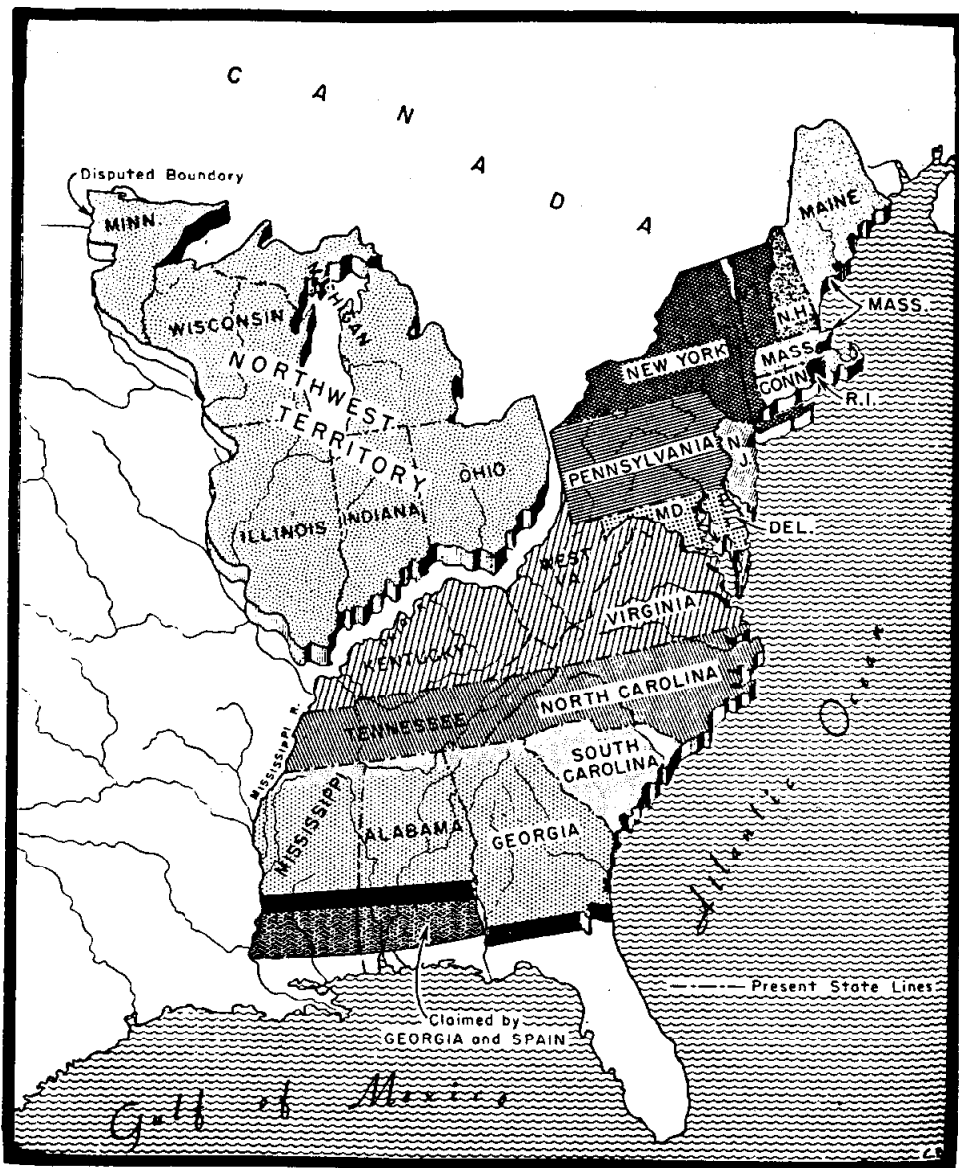 CANADA
Disputed Boundary
MINN.
MAINE
WISCONSIN
MICHIGAN
N.H.
MASS.
NORTHWEST
TERRITORY
NEW YORK
MASS.
CONN.
R.I.
PENNSYLVANIA
N.
J.
OHIO
ILLINOIS
INDIANA
MD.
DEL.
WEST
VA.
VIRGINIA
KENTUCKY
NORTH CAROLINA
TENNESSEE
MISSISSIPPI R.
SOUTH
CAROLINA
MISSISSIPPI
ALABAMA
GEORGIA
Atlantic Ocean
Present State Lines
Claimed by
GEORGIA and SPAIN
Gulf of Mexico